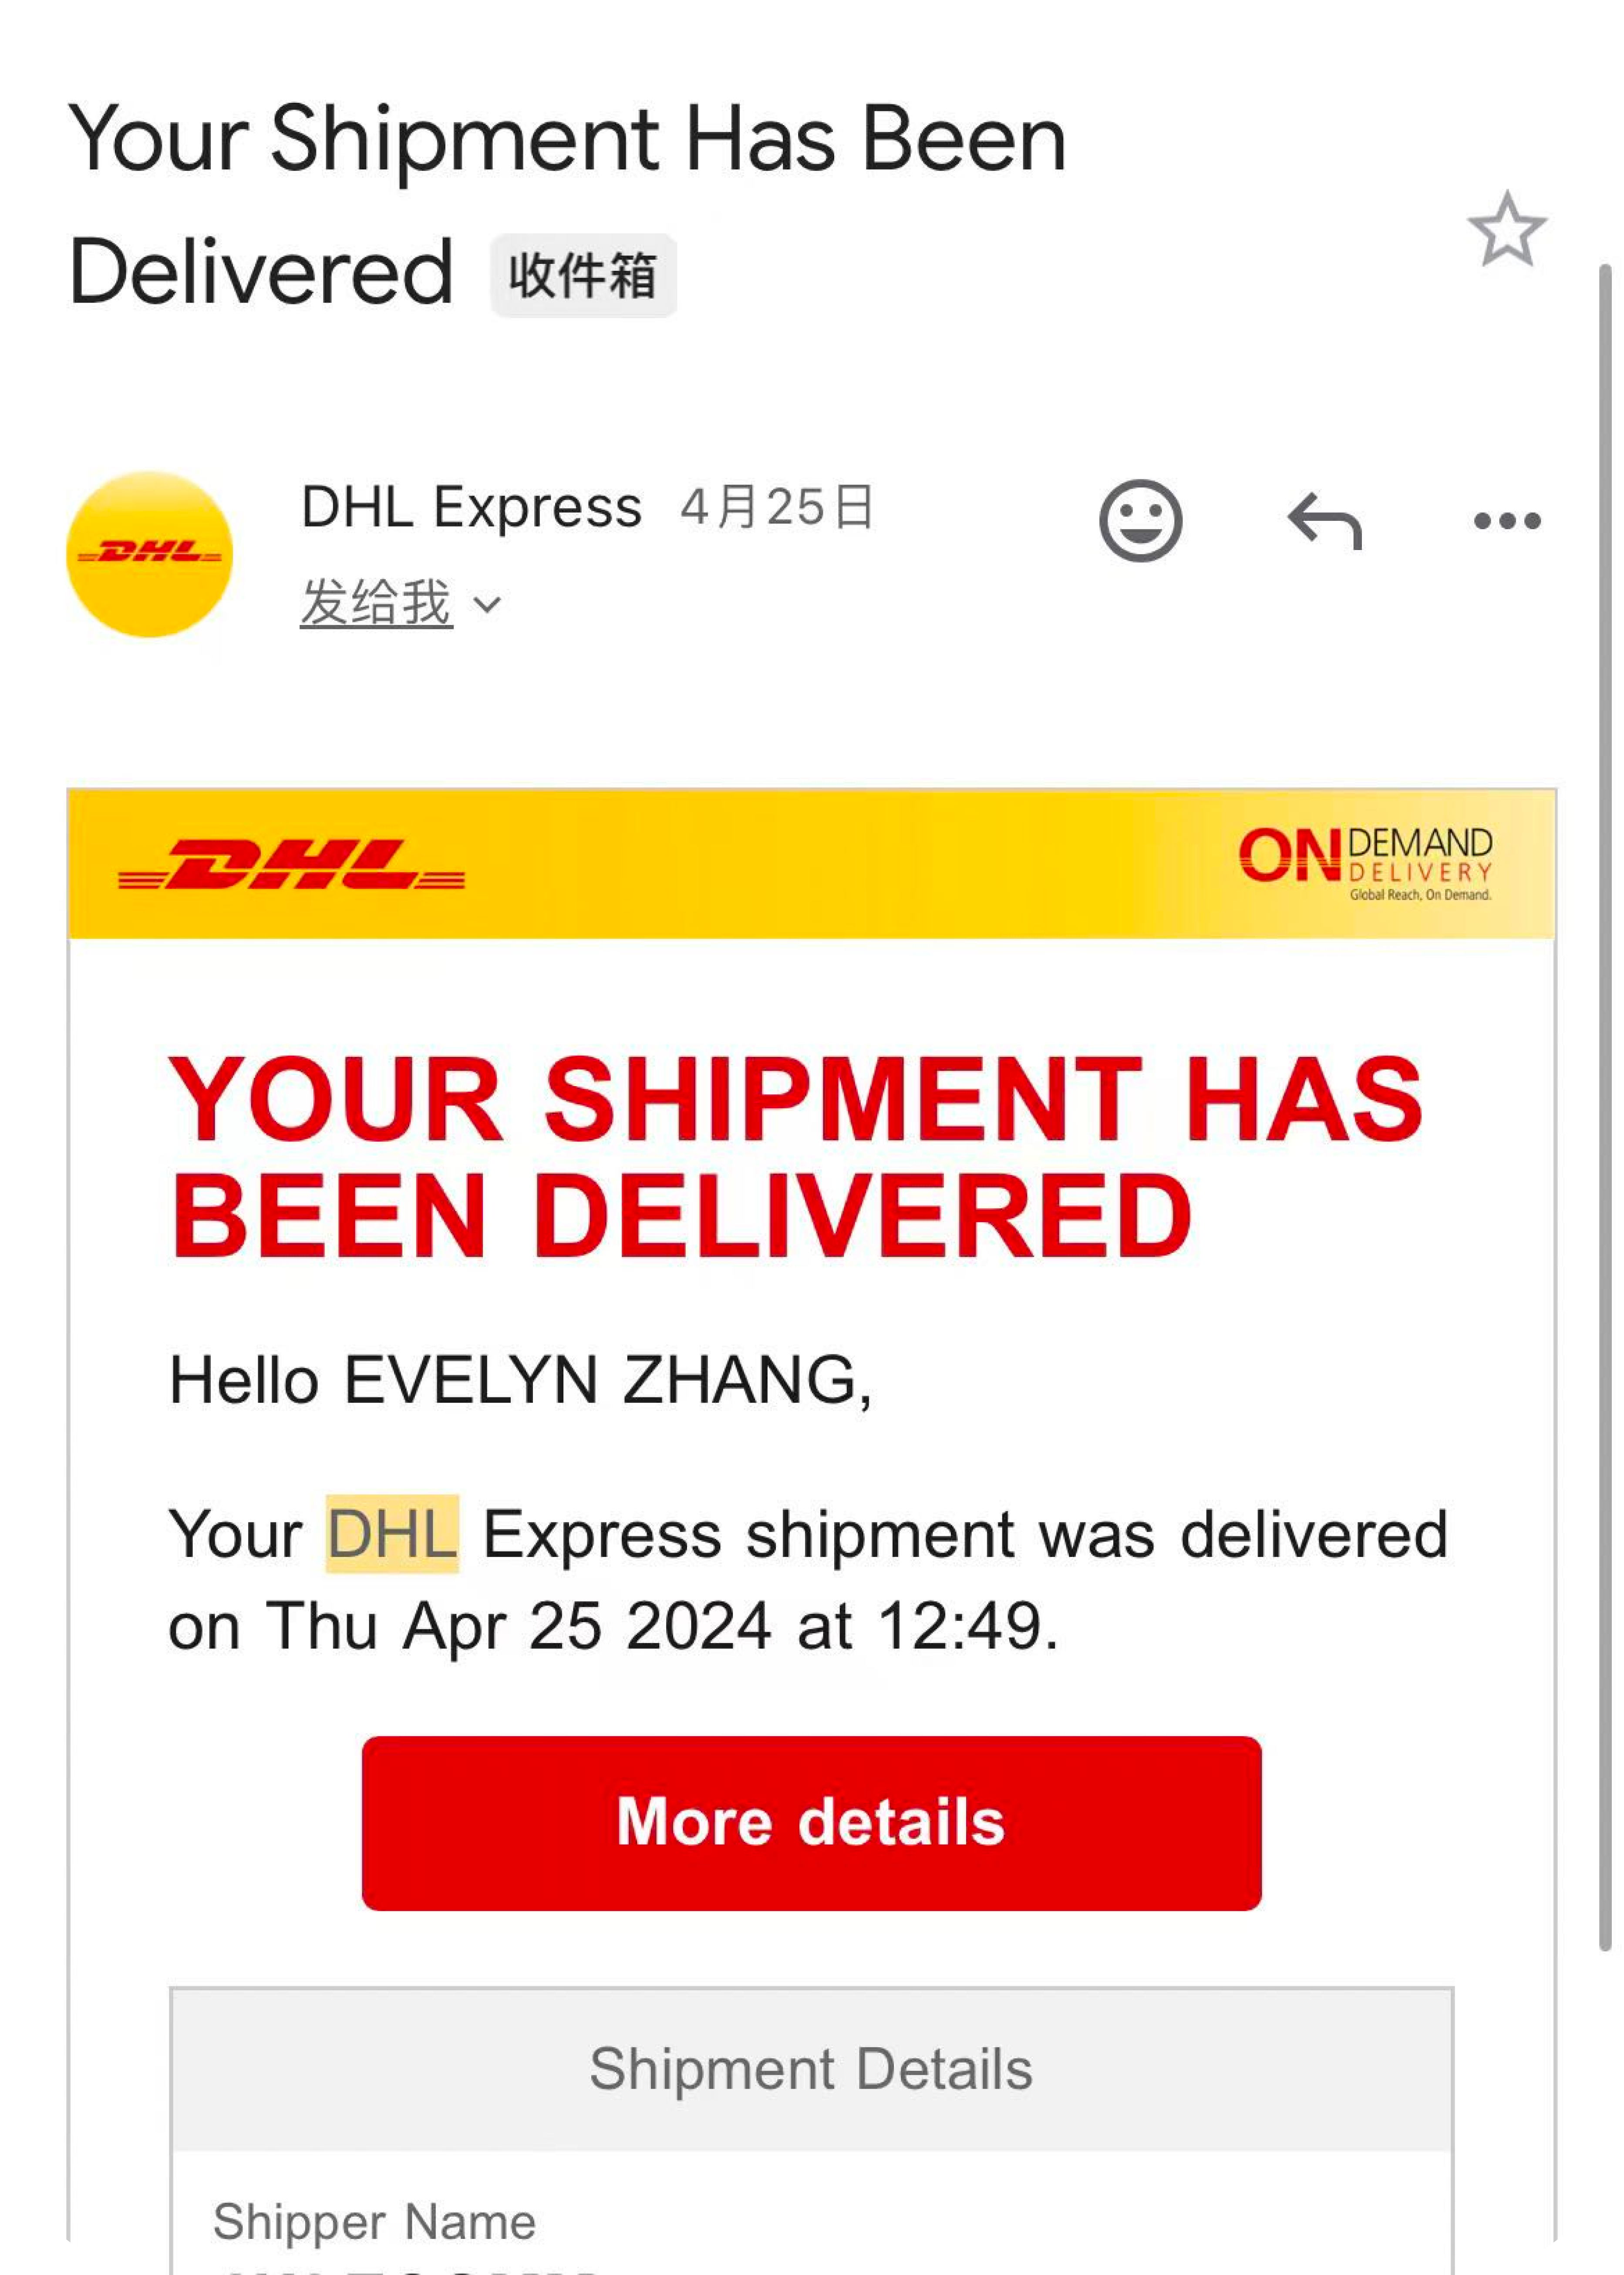 Your Shipment Has Been
Delivered 收件箱
DHL
DHL Express 4月25日
发给我
DHL
ON DEMAND
DELIVERY
Global Reach, On Demand.
YOUR SHIPMENT HAS
BEEN DELIVERED
Hello EVELYN ZHANG,
Your DHL Express shipment was delivered
on Thu Apr 25 2024 at 12:49.
More details
Shipment Details
Shipper Name